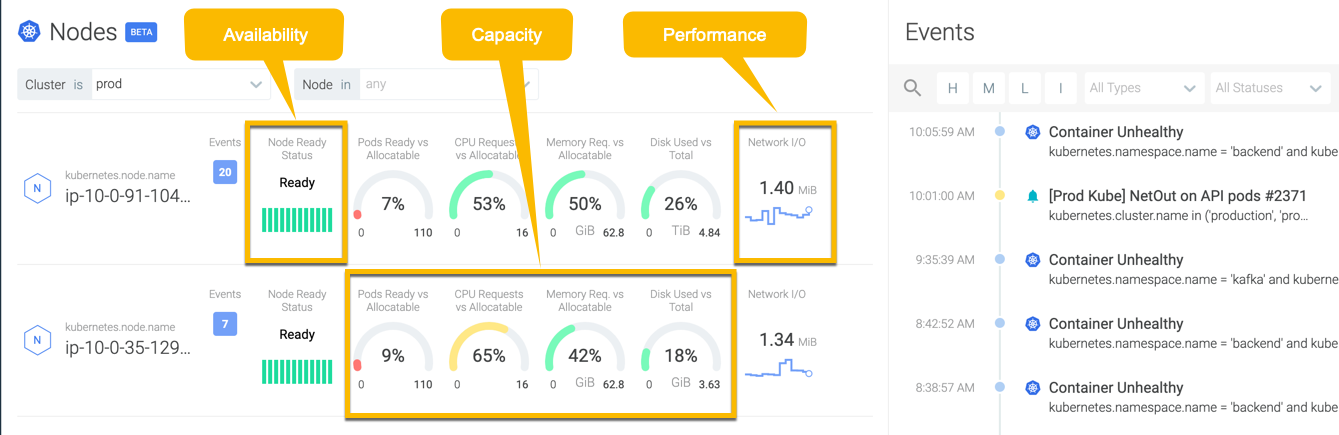 Nodes BETA
Availability
Capacity
Performance
Cluster is prod
Node in any
Events
Node Ready
Status
Pods Ready vs
Allocatable
CPU Requests
vs Allocatable
Memory Req. vs
Allocatable
Disk Used vs
Total
Network I/O
N
kubernetes.node.name
ip-10-0-91-104...
20
Ready
7%
0 110
53%
0 16
50%
0 GiB 62.8
26%
0 TiB 4.84
1.40 MiB
Events
Node Ready
Status
Pods Ready vs
Allocatable
CPU Requests
vs Allocatable
Memory Req. vs
Allocatable
Disk Used vs
Total
Network I/O
N
kubernetes.node.name
ip-10-0-35-129...
7
Ready
9%
0 110
65%
0 16
42%
0 GiB 62.8
18%
0 GiB 3.63
1.34 MiB
Events
H M L I All Types All Statuses
10:05:59 AM Container Unhealthy
kubernetes.namespace.name = 'backend' and kube
10:01:00 AM [Prod Kube] NetOut on API pods #2371
kubernetes.cluster.name in ('production', 'pro...
9:35:39 AM Container Unhealthy
kubernetes.namespace.name = 'kafka' and kuberne
8:42:52 AM Container Unhealthy
kubernetes.namespace.name = 'backend' and kube
8:38:57 AM Container Unhealthy
kubernetes.namespace.name = 'backend' and kube